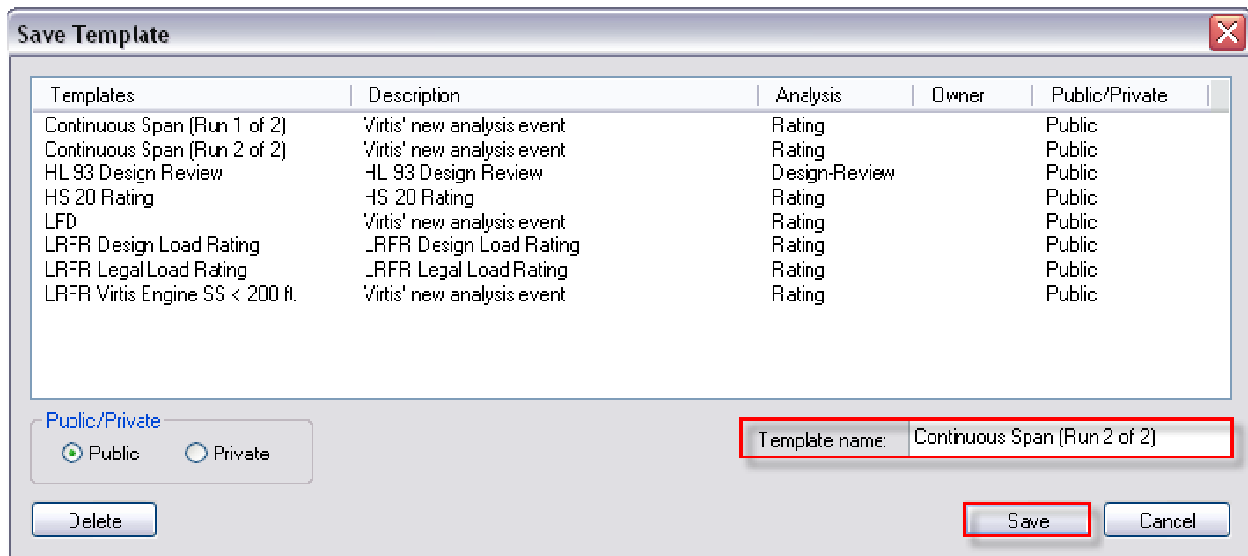 Save Template
Templates Description Analysis Owner Public/Private
Continuous Span (Run 1 of 2) Virtis' new analysis event Rating Public
Continuous Span (Run 2 of 2) Virtis' new analysis event Rating Public
HL 93 Design Review HL 93 Design Review Design-Review Public
HS 20 Rating HS 20 Rating Rating Public
LFD Virtis' new analysis event Rating Public
LRFR Design Load Rating LRFR Design Load Rating Rating Public
LRFR Legal Load Rating LRFR Legal Load Rating Rating Public
LRFR Virtis Engine SS < 200 ft. Virtis' new analysis event Rating Public
Public/Private
Public Private
Template name: Continuous Span (Run 2 of 2)
Delete Save Cancel